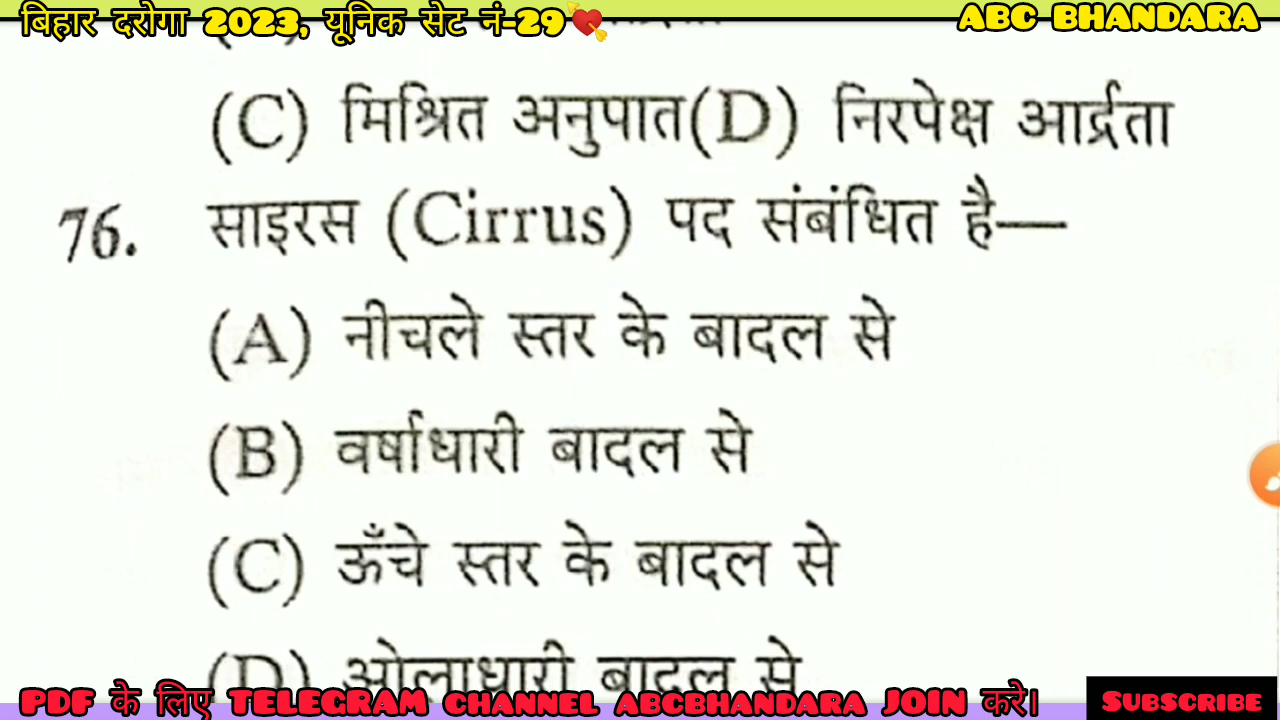 बिहार दरोगा 2023, यूनिक सेट नं-29💘
ABC BHANDARA
(C) मिश्रित अनुपात(D) निरपेक्ष आर्द्रता
76. साइरस (Cirrus) पद संबंधित है—
(A) नीचले स्तर के बादल से
(B) वर्षाधारी बादल से
(C) ऊँचे स्तर के बादल से
(D) ओलाधारी बादल से
PDF के लिए TELEGRAM CHANNEL ABCBHANDARA JOIN करे।
SUBSCRIBE